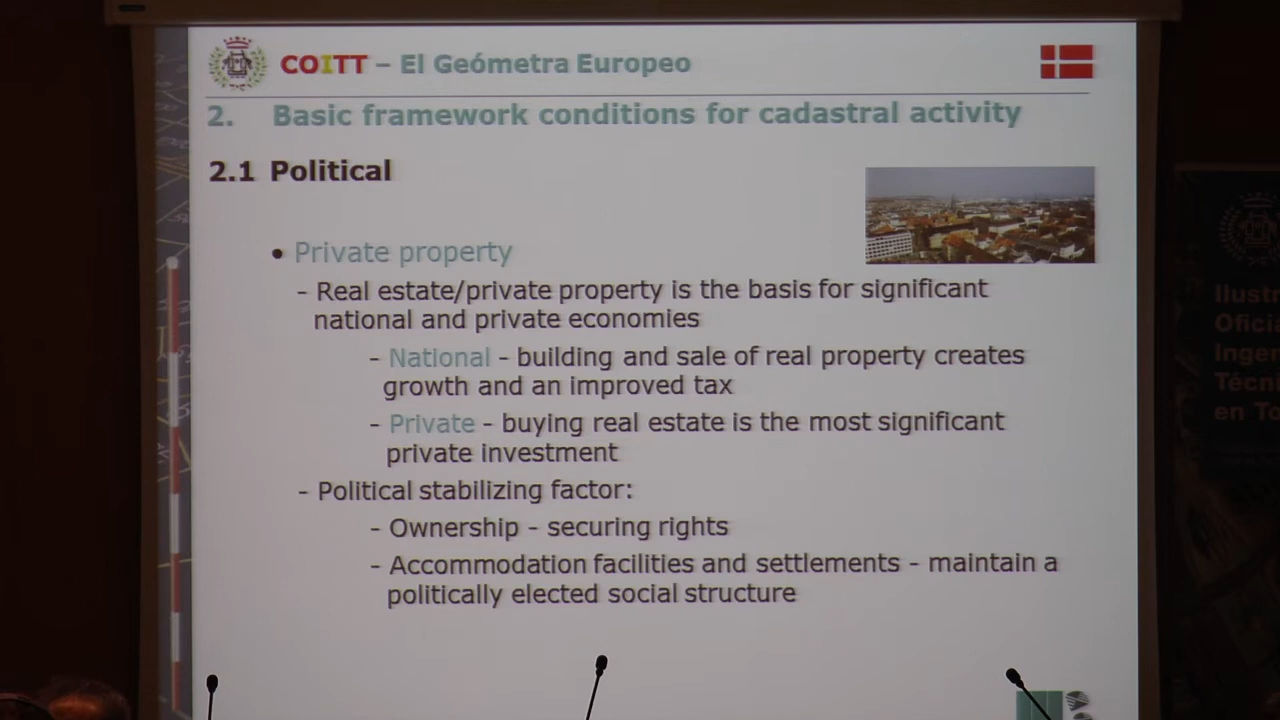 COITT – El Geómetra Europeo
2. Basic framework conditions for cadastral activity
2.1 Political
• Private property
- Real estate/private property is the basis for significant
national and private economies
- National - building and sale of real property creates
growth and an improved tax
- Private - buying real estate is the most significant
private investment
- Political stabilizing factor:
- Ownership - securing rights
- Accommodation facilities and settlements - maintain a
politically elected social structure